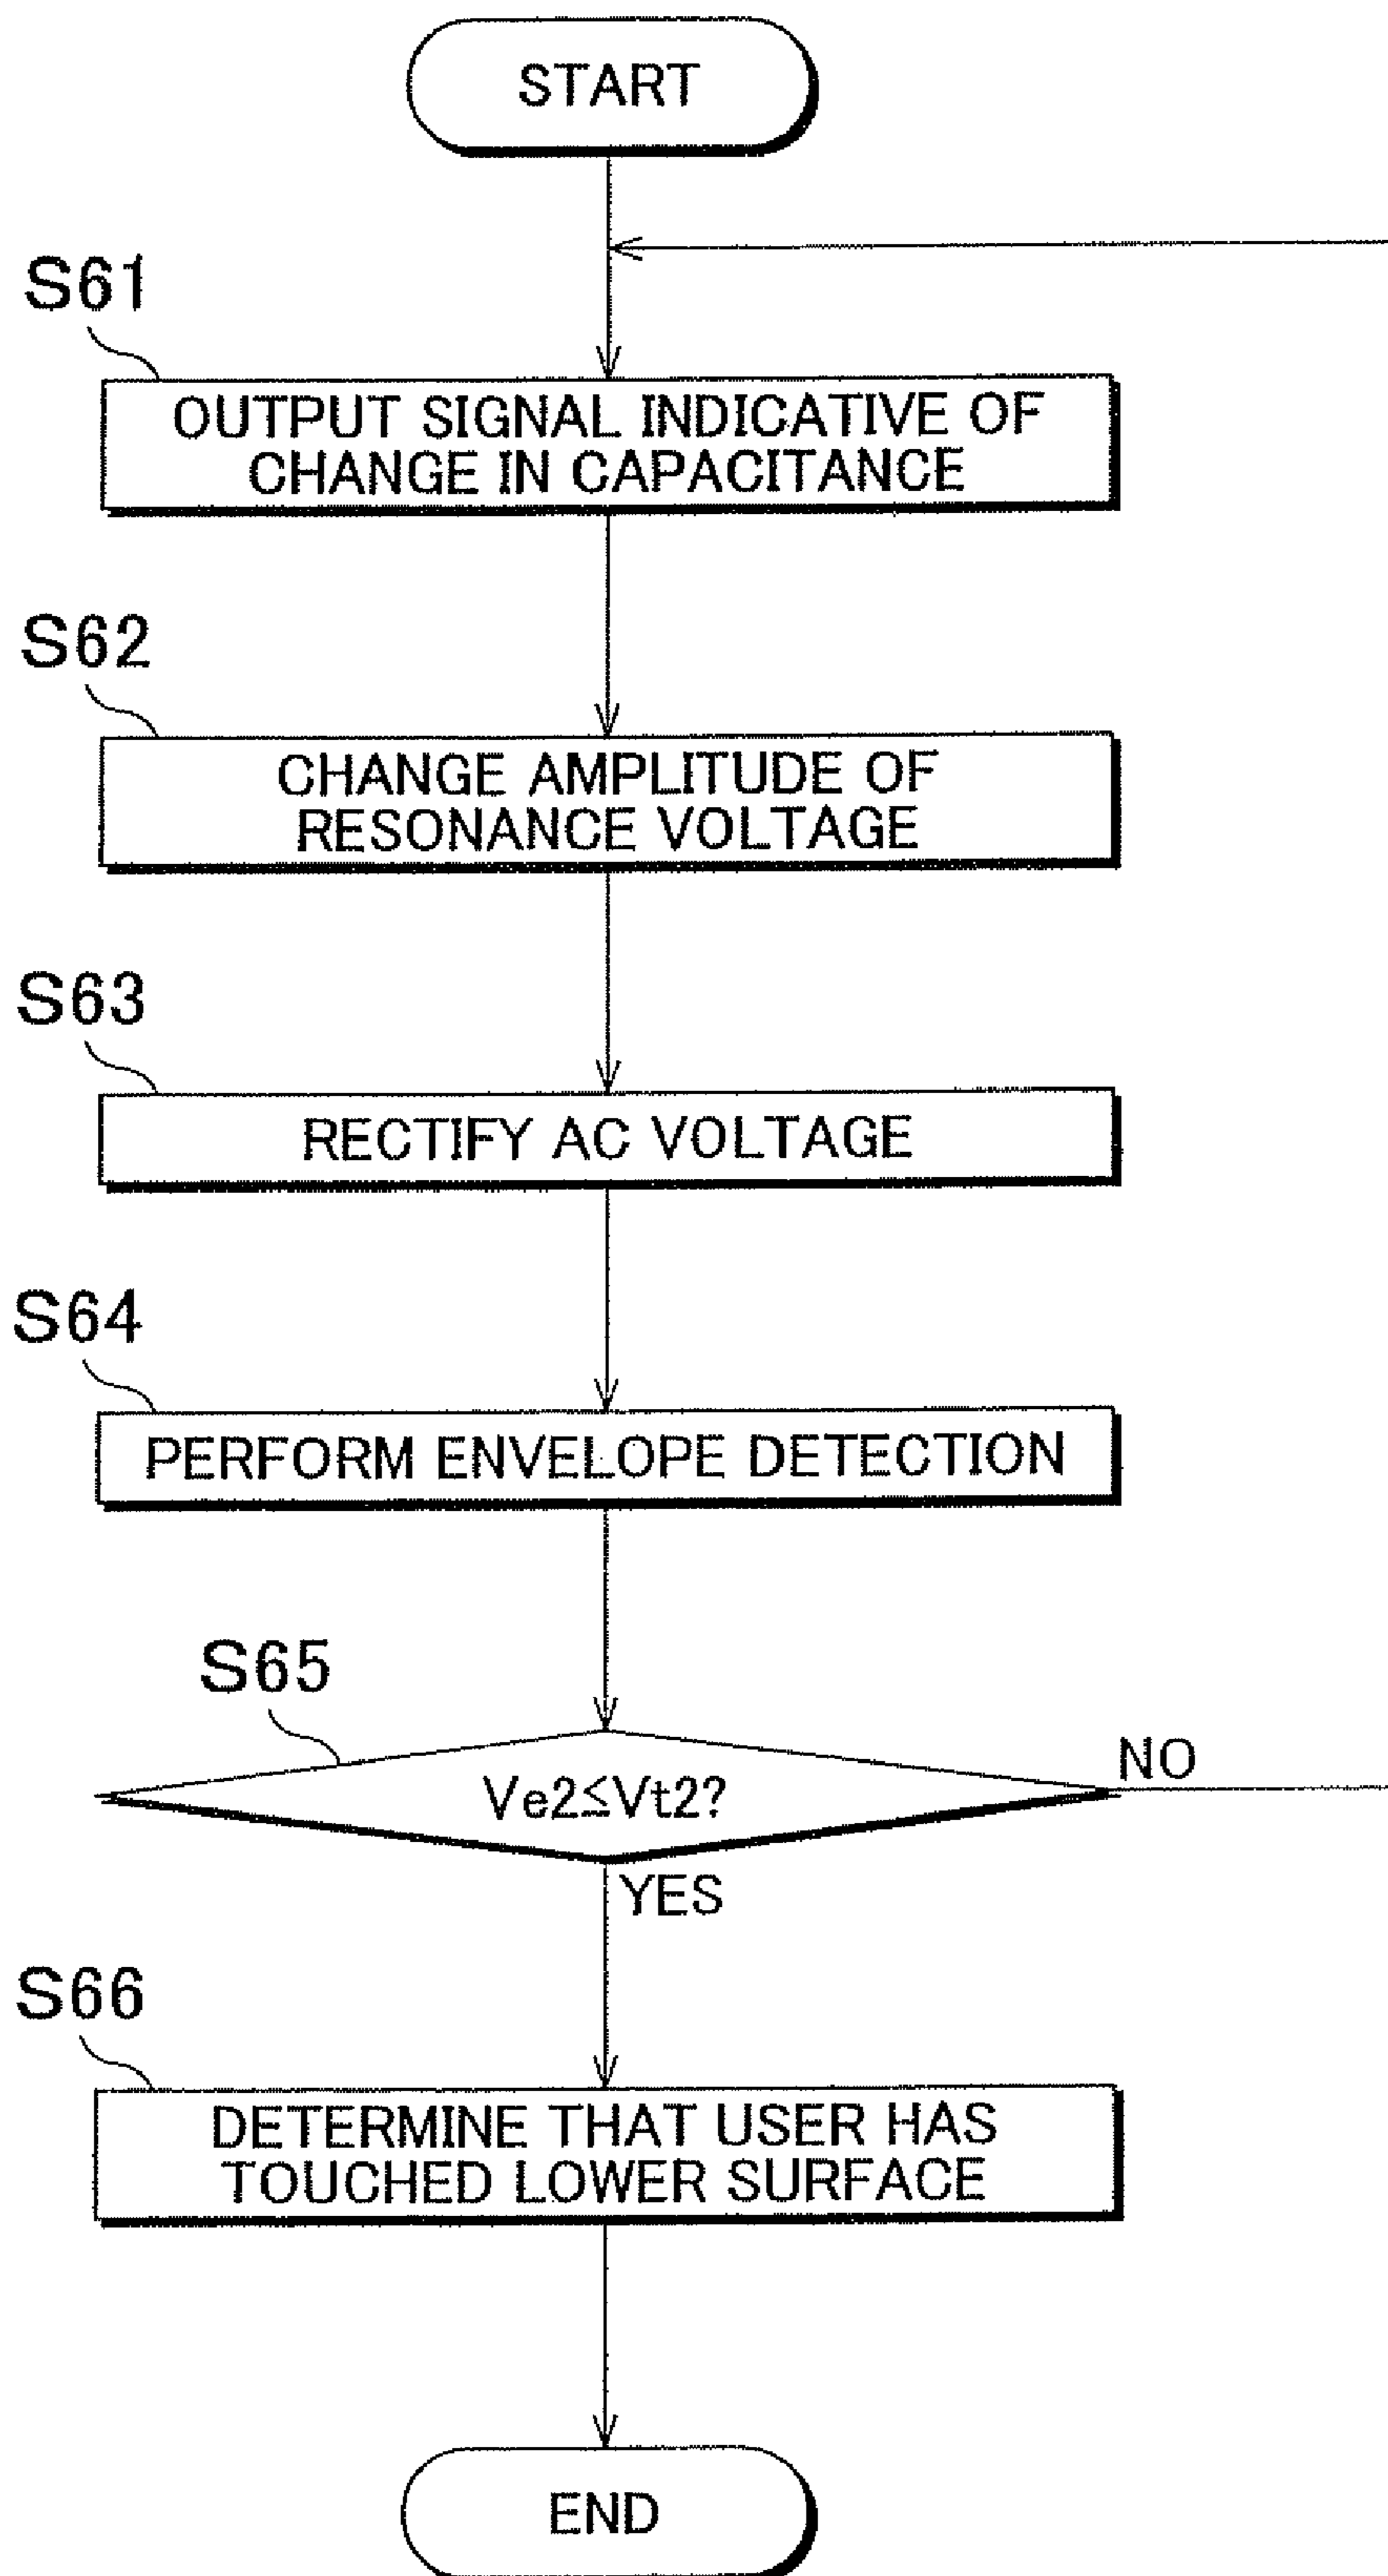 START
S61
OUTPUT SIGNAL INDICATIVE OF
CHANGE IN CAPACITANCE
S62
CHANGE AMPLITUDE OF
RESONANCE VOLTAGE
S63
RECTIFY AC VOLTAGE
S64
PERFORM ENVELOPE DETECTION
S65
Ve2≤Vt2?
NO
YES
S66
DETERMINE THAT USER HAS
TOUCHED LOWER SURFACE
END